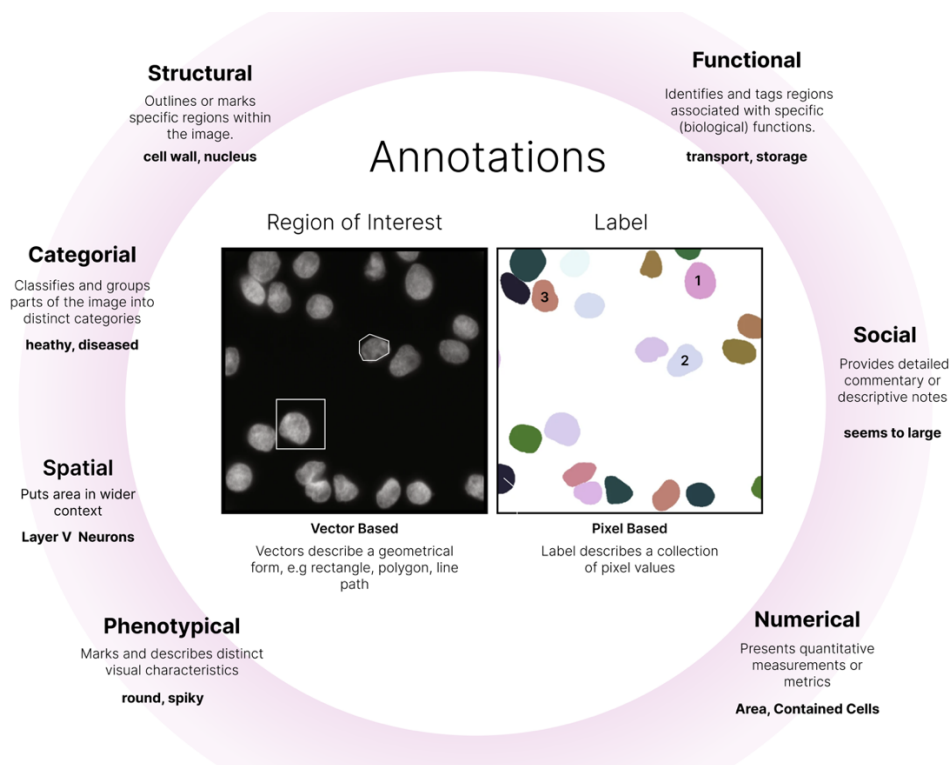 Annotations
Structural
Outlines or marks
specific regions within
the image.
cell wall, nucleus
Functional
Identifies and tags regions
associated with specific
(biological) functions.
transport, storage
Categorial
Classifies and groups
parts of the image into
distinct categories
heathy, diseased
Region of Interest
Label
1
3
2
Vector Based
Vectors describe a geometrical
form, e.g rectangle, polygon, line
path
Pixel Based
Label describes a collection
of pixel values
Social
Provides detailed
commentary or
descriptive notes
seems to large
Spatial
Puts area in wider
context
Layer V Neurons
Phenotypical
Marks and describes distinct
visual characteristics
round, spiky
Numerical
Presents quantitative
measurements or
metrics
Area, Contained Cells